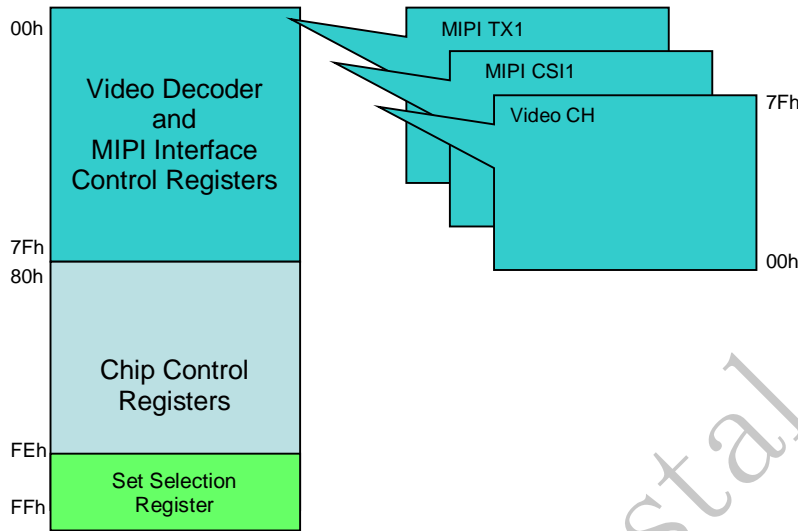 00h
Video Decoder
and
MIPI Interface
Control Registers
7Fh
80h
Chip Control
Registers
FEh
Set Selection
Register
FFh
MIPI TX1
MIPI CSI1
Video CH
7Fh
00h
stal